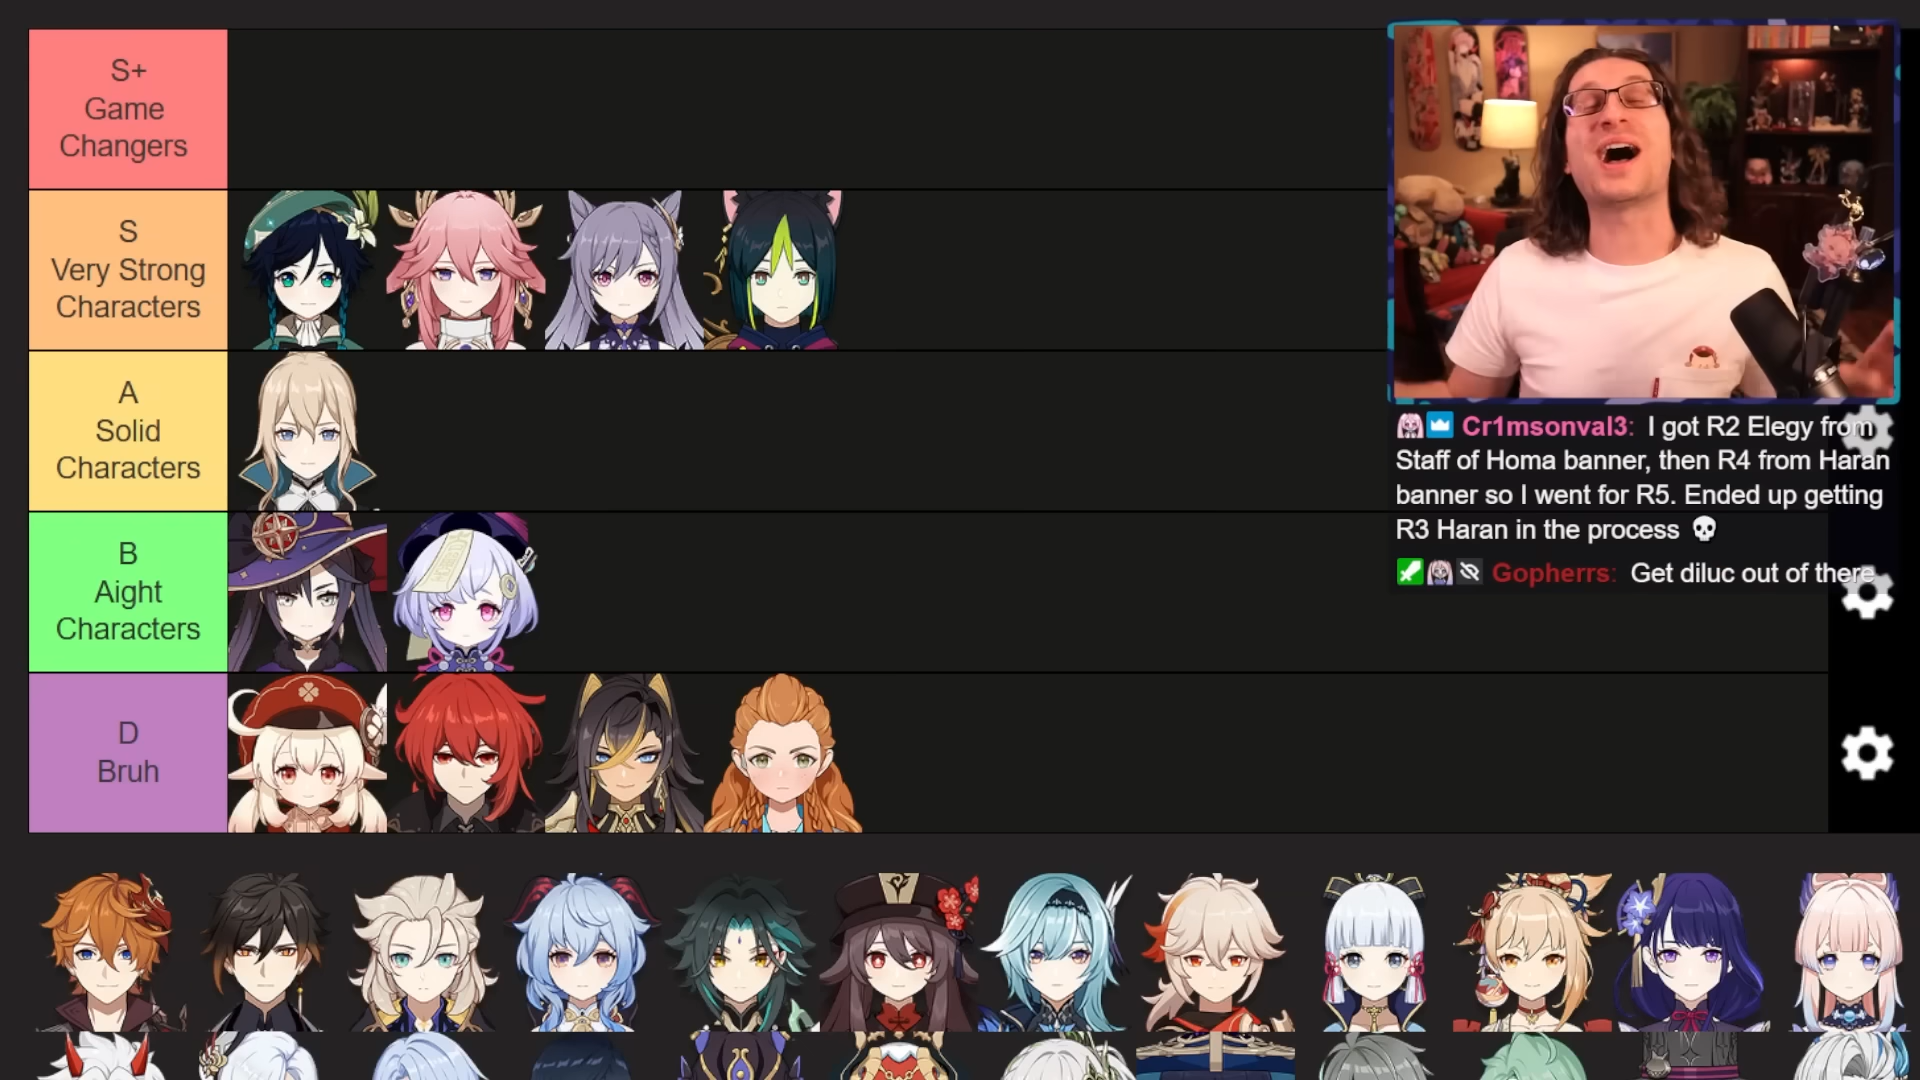 S+
Game
Changers
S
Very Strong
Characters
A
Solid
Characters
B
Aight
Characters
D
Bruh
Cr1msonval3: I got R2 Elegy from
Staff of Homa banner, then R4 from Haran
banner so I went for R5. Ended up getting
R3 Haran in the process 💀
Gopherrs: Get diluc out of there